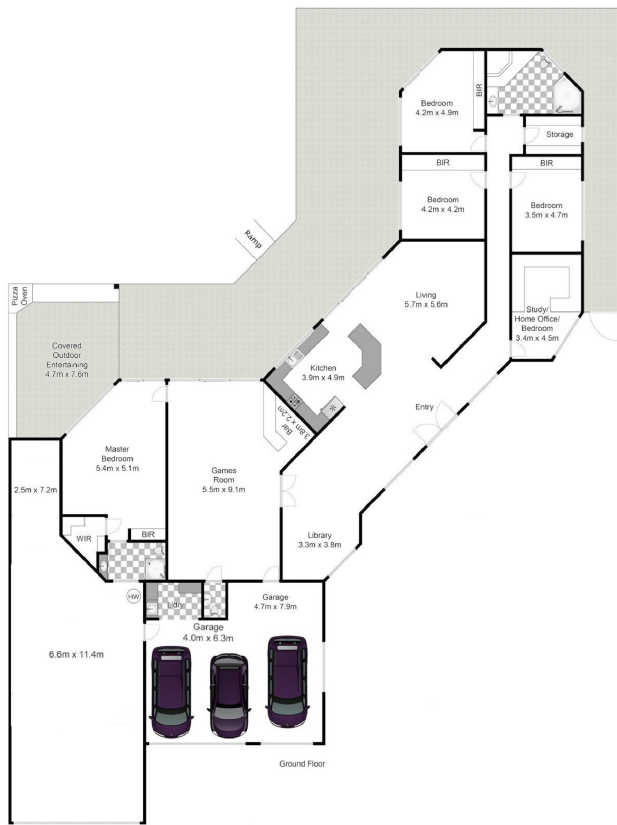 Bedroom
4.2m x 4.9m
BIR
Storage
BIR
Bedroom
4.2m x 4.2m
BIR
Bedroom
3.5m x 4.7m
Ramp
Living
5.7m x 5.6m
Study/
Home Office/
Bedroom
3.4m x 4.5m
Pizza
Oven
Covered
Outdoor
Entertaining
4.7m x 7.6m
Kitchen
3.9m x 4.9m
Bar
3.8m x 2.2m
Entry
Master
Bedroom
5.4m x 5.1m
Games
Room
5.5m x 9.1m
2.5m x 7.2m
WIR
BIR
Library
3.3m x 3.8m
HW
Ldry
Garage
4.7m x 7.9m
Garage
4.0m x 6.3m
6.6m x 11.4m
Ground Floor